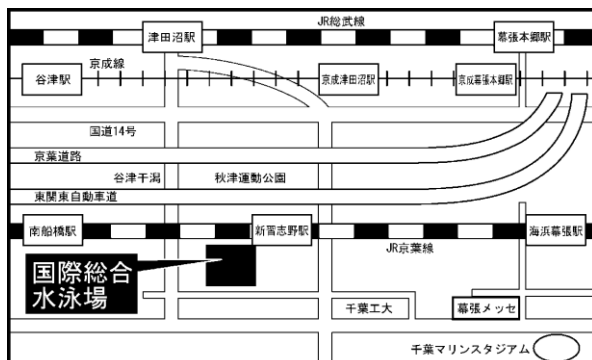 JR総武線
津田沼駅
幕張本郷駅
京成線
谷津駅
京成津田沼駅
京成幕張本郷駅
国道14号
京葉道路
谷津干潟
秋津運動公園
東関東自動車道
南船橋駅
新習志野駅
海浜幕張駅
JR京葉線
国際総合
水泳場
千葉工大
幕張メッセ
千葉マリンスタジアム